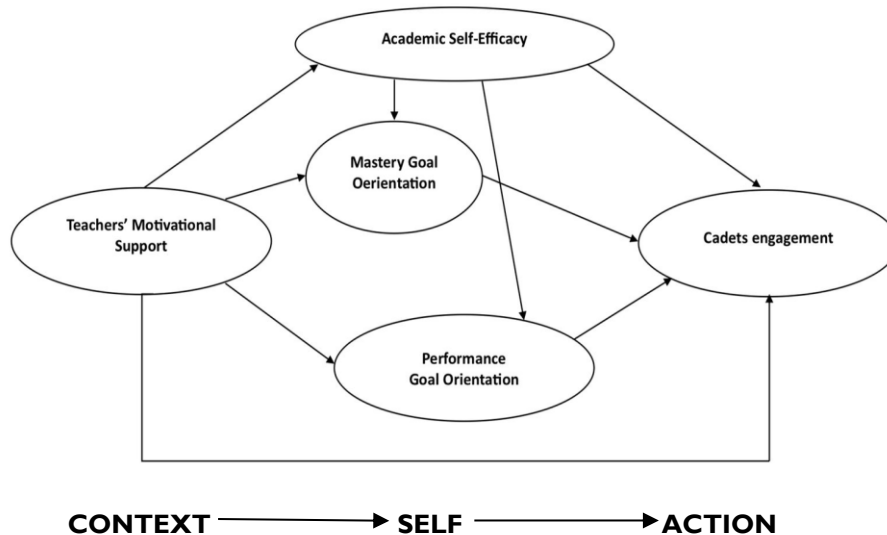 Academic Self-Efficacy
Mastery Goal
Oerientation
Teachers' Motivational
Support
Cadets engagement
Performance
Goal Orientation
CONTEXT SELF ACTION